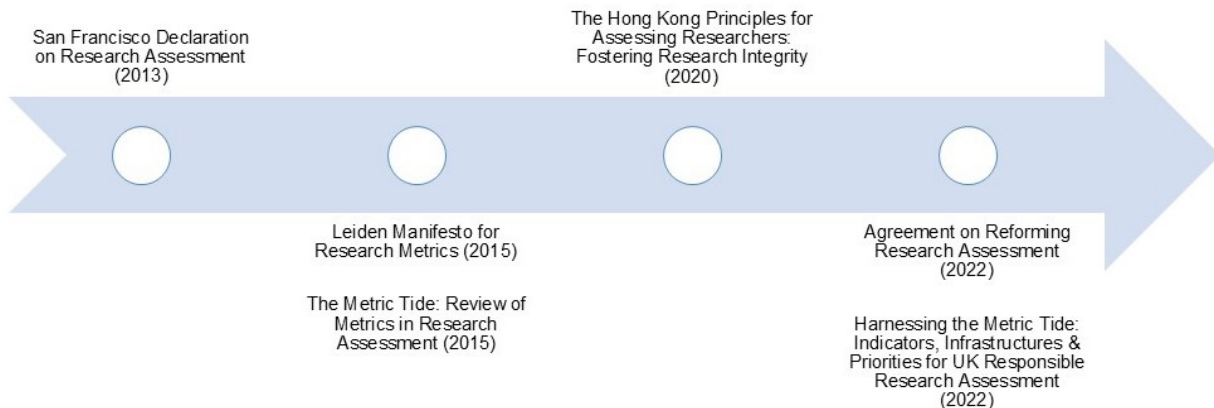 San Francisco Declaration
on Research Assessment
(2013)
Leiden Manifesto for
Research Metrics (2015)
The Metric Tide: Review of
Metrics in Research
Assessment (2015)
The Hong Kong Principles for
Assessing Researchers:
Fostering Research Integrity
(2020)
Agreement on Reforming
Research Assessment
(2022)
Harnessing the Metric Tide:
Indicators, Infrastructures &
Priorities for UK Responsible
Research Assessment
(2022)